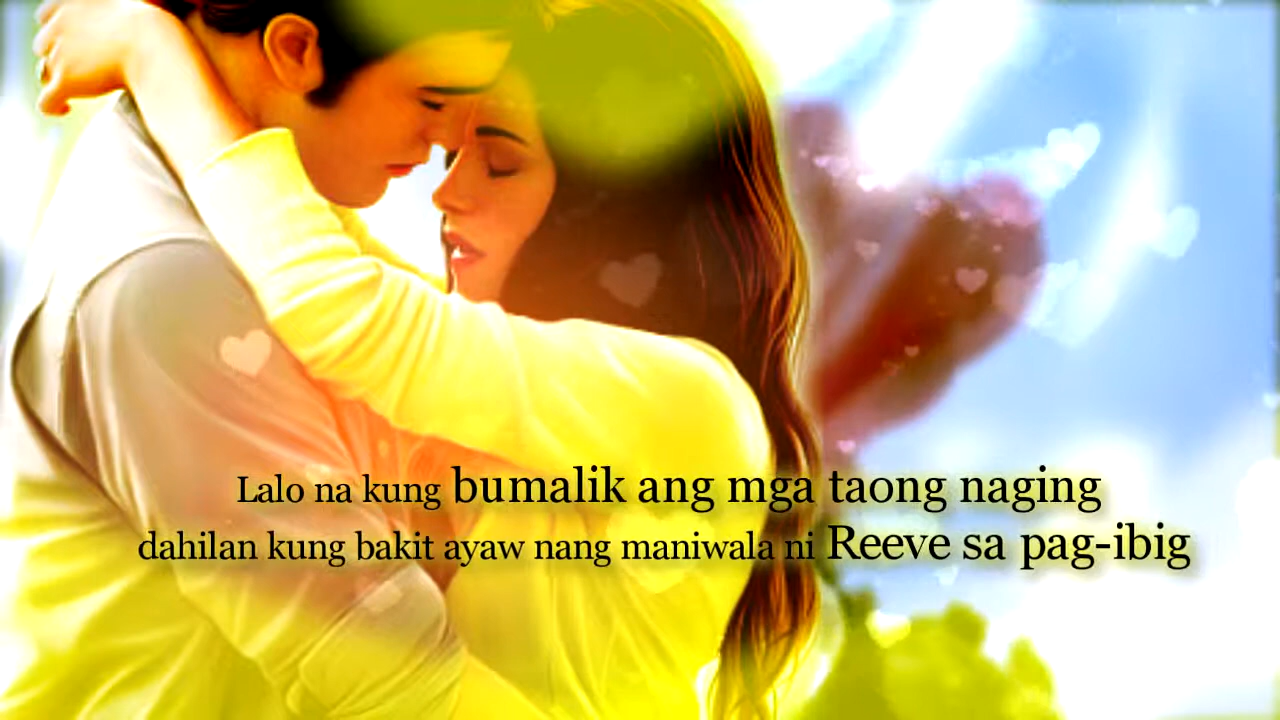 Lalo na kung bumalik ang mga taong naging
dahilan kung bakit ayaw nang maniwala ni Reeve sa pag-ibig